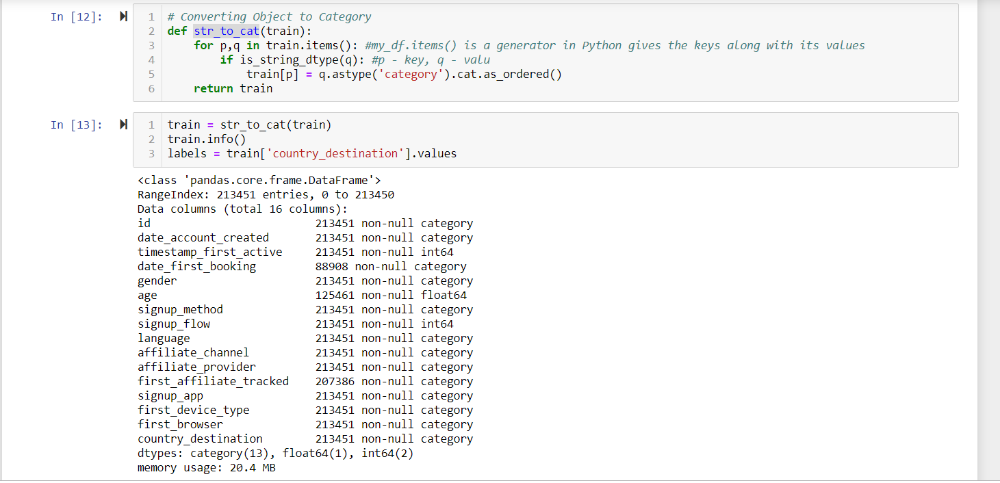 In [12]:
1 # Converting Object to Category
2 def str_to_cat(train):
3     for p,q in train.items(): #my_df.items() is a generator in Python gives the keys along with its values
4         if is_string_dtype(q): #p - key, q - valu
5             train[p] = q.astype('category').cat.as_ordered()
6     return train
In [13]:
1 train = str_to_cat(train)
2 train.info()
3 labels = train['country_destination'].values
<class 'pandas.core.frame.DataFrame'>
RangeIndex: 213451 entries, 0 to 213450
Data columns (total 16 columns):
id                         213451 non-null category
date_account_created       213451 non-null category
timestamp_first_active     213451 non-null int64
date_first_booking         88908 non-null category
gender                     213451 non-null category
age                        125461 non-null float64
signup_method              213451 non-null category
signup_flow                213451 non-null int64
language                   213451 non-null category
affiliate_channel          213451 non-null category
affiliate_provider         213451 non-null category
first_affiliate_tracked    207386 non-null category
signup_app                 213451 non-null category
first_device_type          213451 non-null category
first_browser              213451 non-null category
country_destination        213451 non-null category
dtypes: category(13), float64(1), int64(2)
memory usage: 20.4 MB